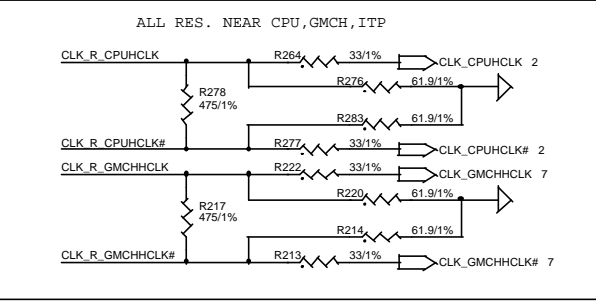 ALL RES. NEAR CPU,GMCH,ITP
CLK_R_CPUHCLK R264 33/1% CLK_CPUHCLK 2
R276 61.9/1%
R278
475/1%
R283 61.9/1%
CLK_R_CPUHCLK# R277 33/1% CLK_CPUHCLK# 2
CLK_R_GMCHHCLK R222 33/1% CLK_GMCHHCLK 7
R220 61.9/1%
R217
475/1%
R214 61.9/1%
CLK_R_GMCHHCLK# R213 33/1% CLK_GMCHHCLK# 7